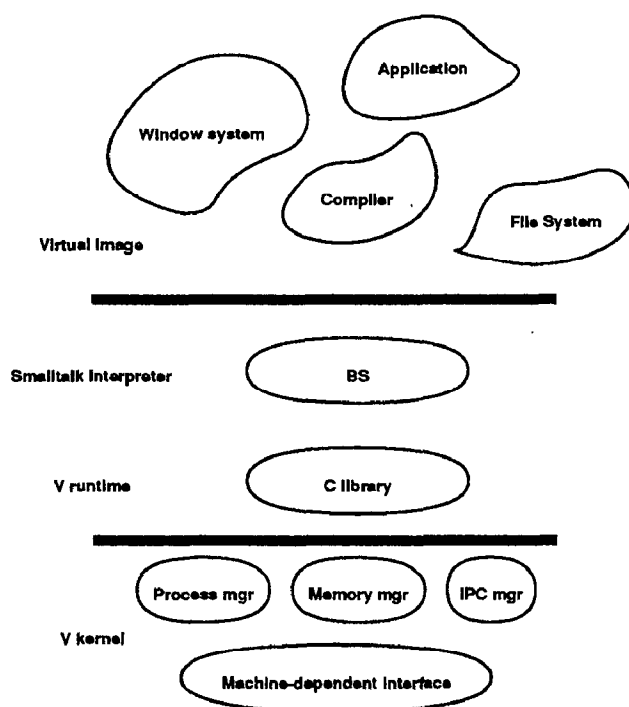 Application
Window system
Compiler
File System
Virtual Image
Smalltalk Interpreter
BS
V runtime
C library
Process mgr
Memory mgr
IPC mgr
V kernel
Machine-dependent interface